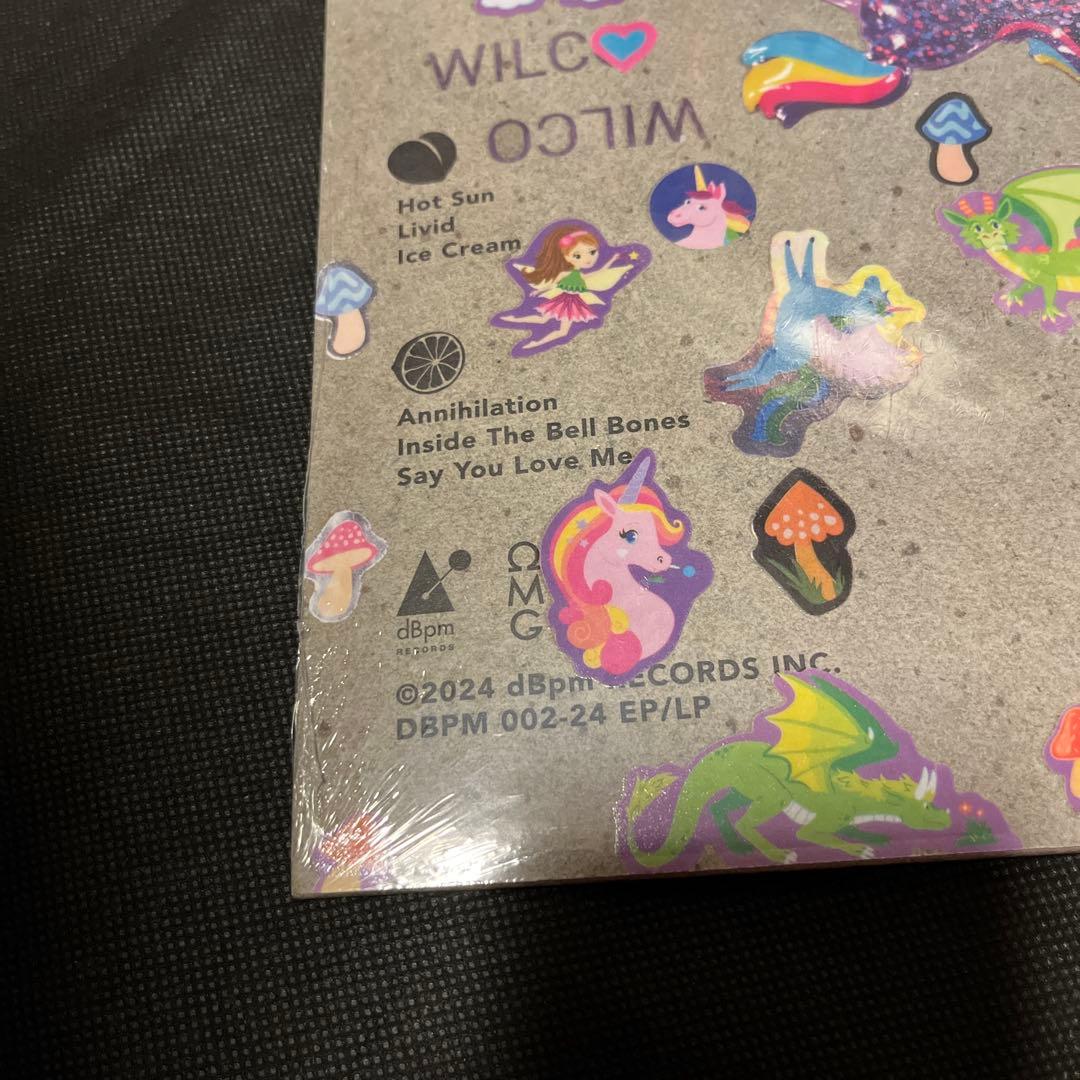 WILC
WILCO
Hot Sun
Livid
Ice Cream
Annihilation
Inside The Bell Bones
Say You Love Me
dBpm
RECORDS
Ω
M
G
©2024 dBpm RECORDS INC.
DBPM 002-24 EP/LP